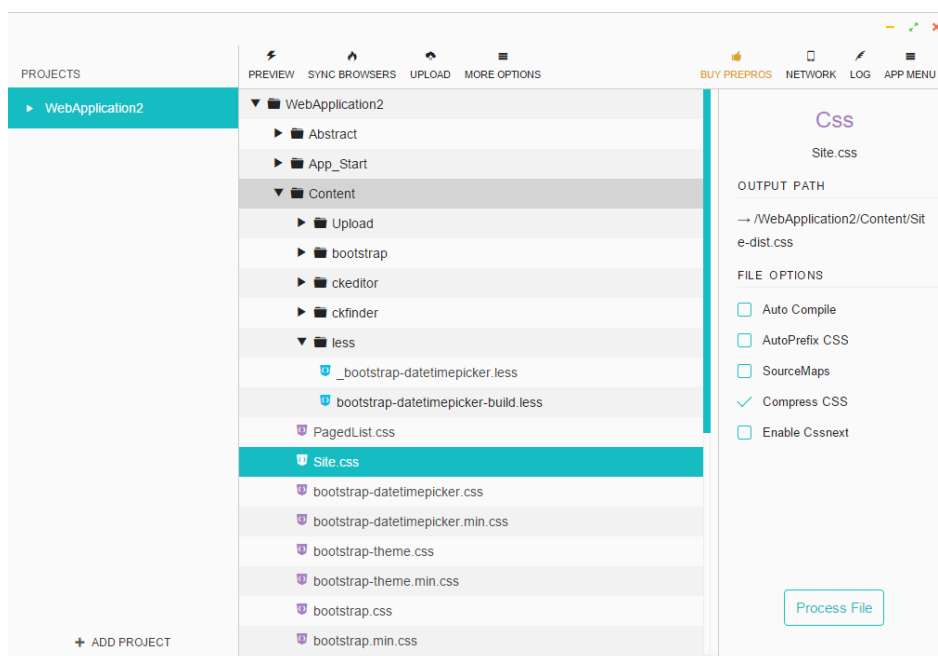 PROJECTS
PREVIEW SYNC BROWSERS UPLOAD MORE OPTIONS
BUY PREPROS NETWORK LOG APP MENU
WebApplication2
WebApplication2
Abstract
App_Start
Content
Upload
bootstrap
ckeditor
ckfinder
less
_bootstrap-datetimepicker.less
bootstrap-datetimepicker-build.less
PagedList.css
Site.css
bootstrap-datetimepicker.css
bootstrap-datetimepicker.min.css
bootstrap-theme.css
bootstrap-theme.min.css
bootstrap.css
bootstrap.min.css
Css
Site.css
OUTPUT PATH
→ /WebApplication2/Content/Sit
e-dist.css
FILE OPTIONS
Auto Compile
AutoPrefix CSS
SourceMaps
Compress CSS
Enable Cssnext
Process File
+ ADD PROJECT